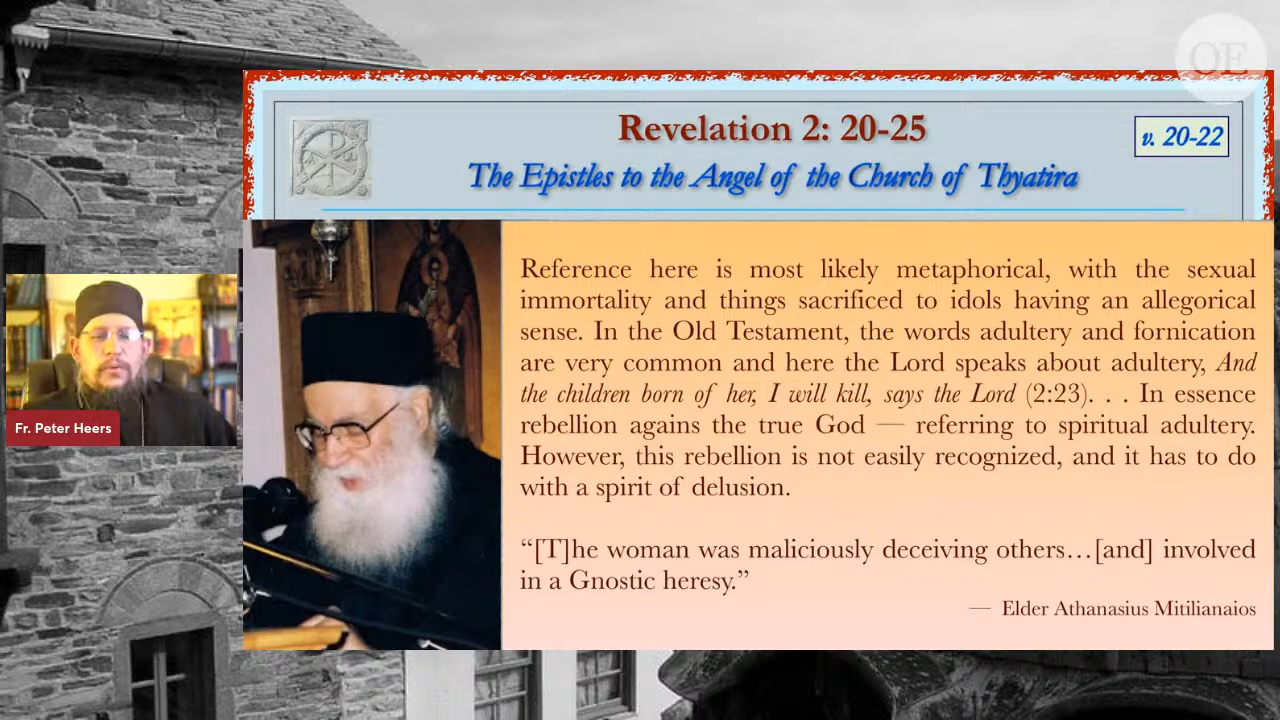 OE
Revelation 2: 20-25
v. 20-22
The Epistles to the Angel of the Church of Thyatira
Reference here is most likely metaphorical, with the sexual
immortality and things sacrificed to idols having an allegorical
sense. In the Old Testament, the words adultery and fornication
are very common and here the Lord speaks about adultery, And
the children born of her, I will kill, says the Lord (2:23). . . In essence
rebellion agains the true God — referring to spiritual adultery.
However, this rebellion is not easily recognized, and it has to do
with a spirit of delusion.
“[T]he woman was maliciously deceiving others…[and] involved
in a Gnostic heresy.”
— Elder Athanasius Mitilianaios
Fr. Peter Heers